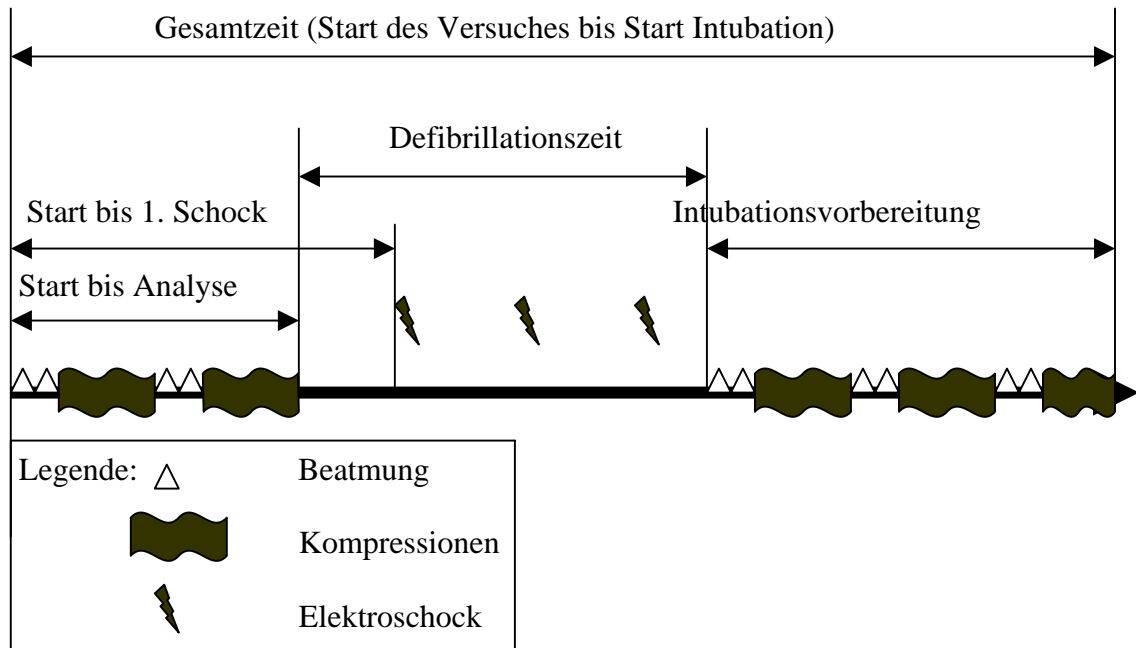 Gesamtzeit (Start des Versuches bis Start Intubation)
Defibrillationszeit
Start bis 1. Schock
Intubationsvorbereitung
Start bis Analyse
Legende:
Beatmung
Kompressionen
Elektroschock